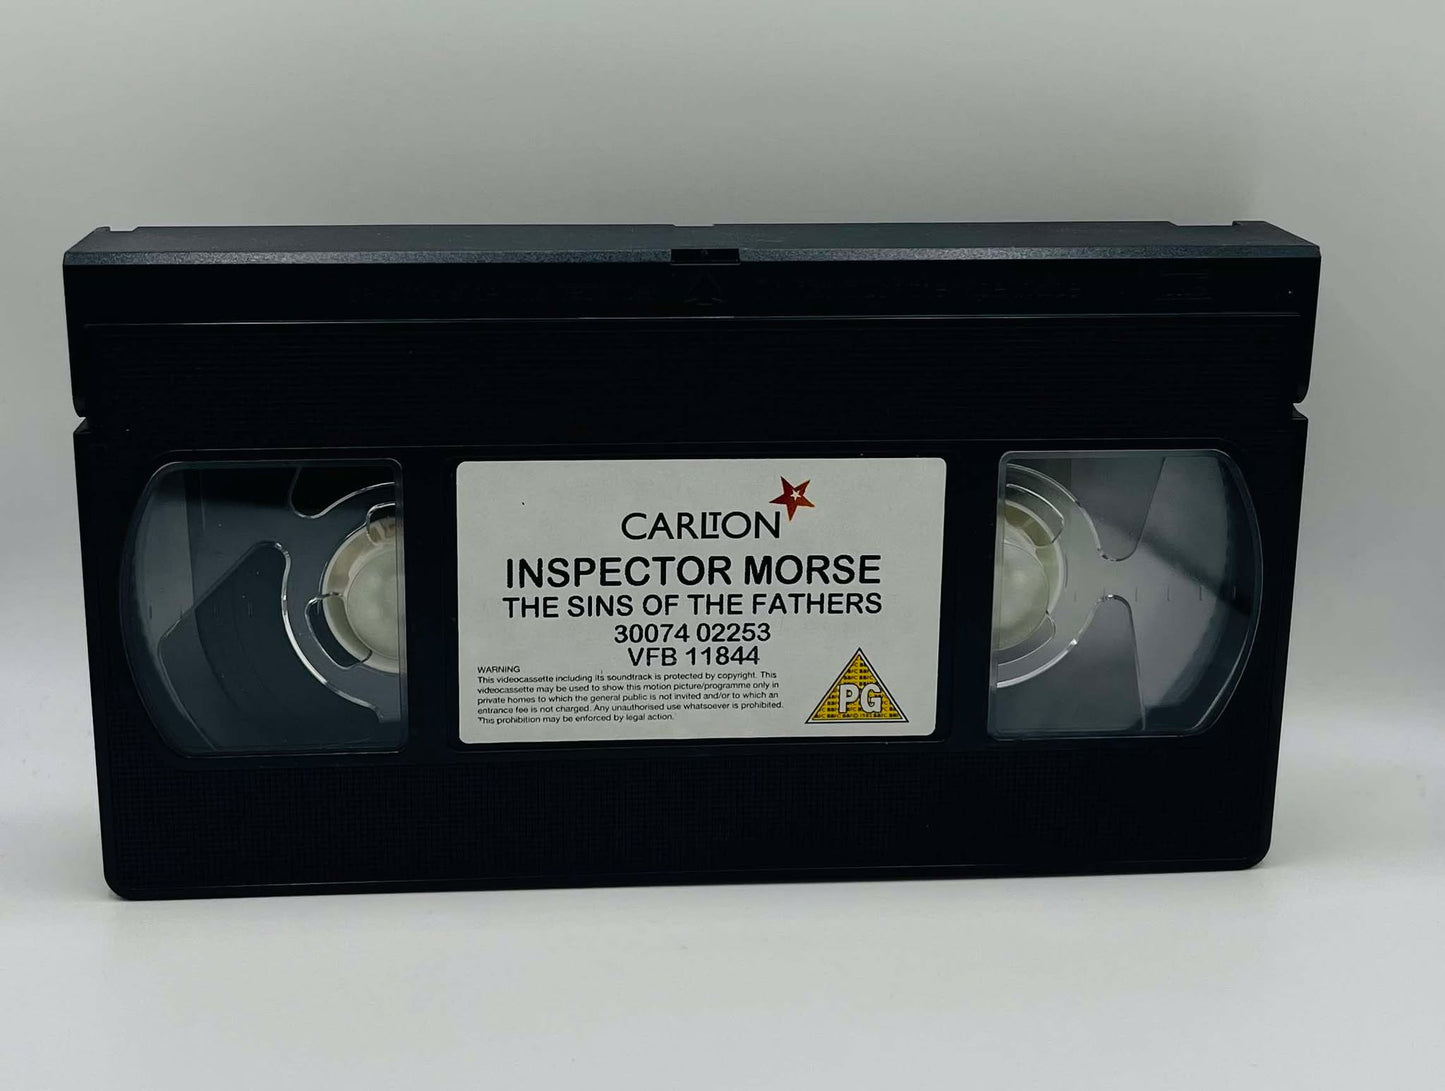 CARLTON
INSPECTOR MORSE
THE SINS OF THE FATHERS
30074 02253
VFB 11844
WARNING
This videocassette including its soundtrack is protected by copyright. This
videocassette may be used to show this motion picture/programme only in
private homes to which the general public is not invited and/or to which an
entrance fee is not charged. Any unauthorised use whatsoever is prohibited.
This prohibition may be enforced by legal action.
PG